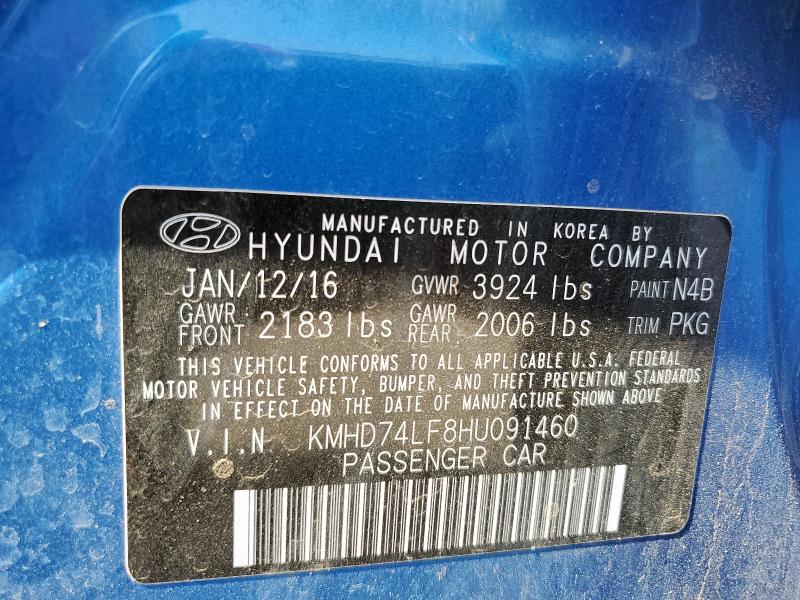 MANUFACTURED IN KOREA BY
HYUNDAI MOTOR COMPANY
JAN/12/16 GVWR 3924 lbs PAINT N4B
GAWR FRONT 2183 lbs GAWR REAR 2006 lbs TRIM PKG
THIS VEHICLE CONFORMS TO ALL APPLICABLE U.S.A. FEDERAL
MOTOR VEHICLE SAFETY, BUMPER, AND THEFT PREVENTION STANDARDS
IN EFFECT ON THE DATE OF MANUFACTURE SHOWN ABOVE
V.I.N KMHD74LF8HU091460
PASSENGER CAR